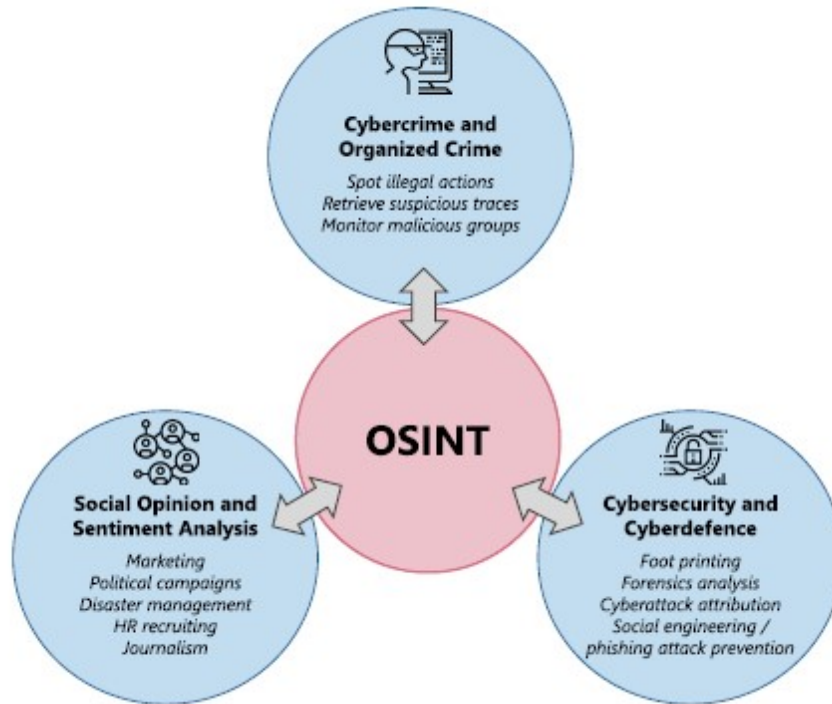 Cybercrime and
Organized Crime
Spot illegal actions
Retrieve suspicious traces
Monitor malicious groups
OSINT
Social Opinion and
Sentiment Analysis
Marketing
Political campaigns
Disaster management
HR recruiting
Journalism
Cybersecurity and
Cyberdefence
Foot printing
Forensics analysis
Cyberattack attribution
Social engineering /
phishing attack prevention